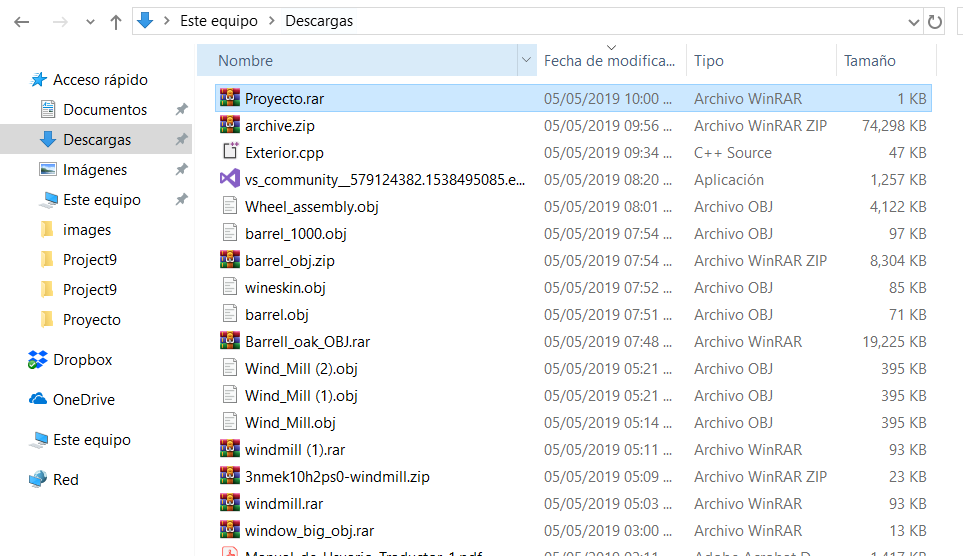 Este equipo > Descargas
Nombre Fecha de modifica... Tipo Tamaño
Acceso rápido
Documentos
Descargas
Imágenes
Este equipo
images
Project9
Project9
Proyecto
Dropbox
OneDrive
Este equipo
Red
Proyecto.rar 05/05/2019 10:00 ... Archivo WinRAR 1 KB
archive.zip 05/05/2019 09:56 ... Archivo WinRAR ZIP 74,298 KB
Exterior.cpp 05/05/2019 09:34 ... C++ Source 47 KB
vs_community__579124382.1538495085.e... 05/05/2019 08:20 ... Aplicación 1,257 KB
Wheel_assembly.obj 05/05/2019 08:01 ... Archivo OBJ 4,122 KB
barrel_1000.obj 05/05/2019 07:54 ... Archivo OBJ 97 KB
barrel_obj.zip 05/05/2019 07:54 ... Archivo WinRAR ZIP 8,304 KB
wineskin.obj 05/05/2019 07:52 ... Archivo OBJ 85 KB
barrel.obj 05/05/2019 07:51 ... Archivo OBJ 71 KB
Barrell_oak_OBJ.rar 05/05/2019 07:48 ... Archivo WinRAR 19,225 KB
Wind_Mill (2).obj 05/05/2019 05:21 ... Archivo OBJ 395 KB
Wind_Mill (1).obj 05/05/2019 05:21 ... Archivo OBJ 395 KB
Wind_Mill.obj 05/05/2019 05:14 ... Archivo OBJ 395 KB
windmill (1).rar 05/05/2019 05:11 ... Archivo WinRAR 93 KB
3nmek10h2ps0-windmill.zip 05/05/2019 05:09 ... Archivo WinRAR ZIP 23 KB
windmill.rar 05/05/2019 05:03 ... Archivo WinRAR 93 KB
window_big_obj.rar 05/05/2019 03:00 ... Archivo WinRAR 13 KB